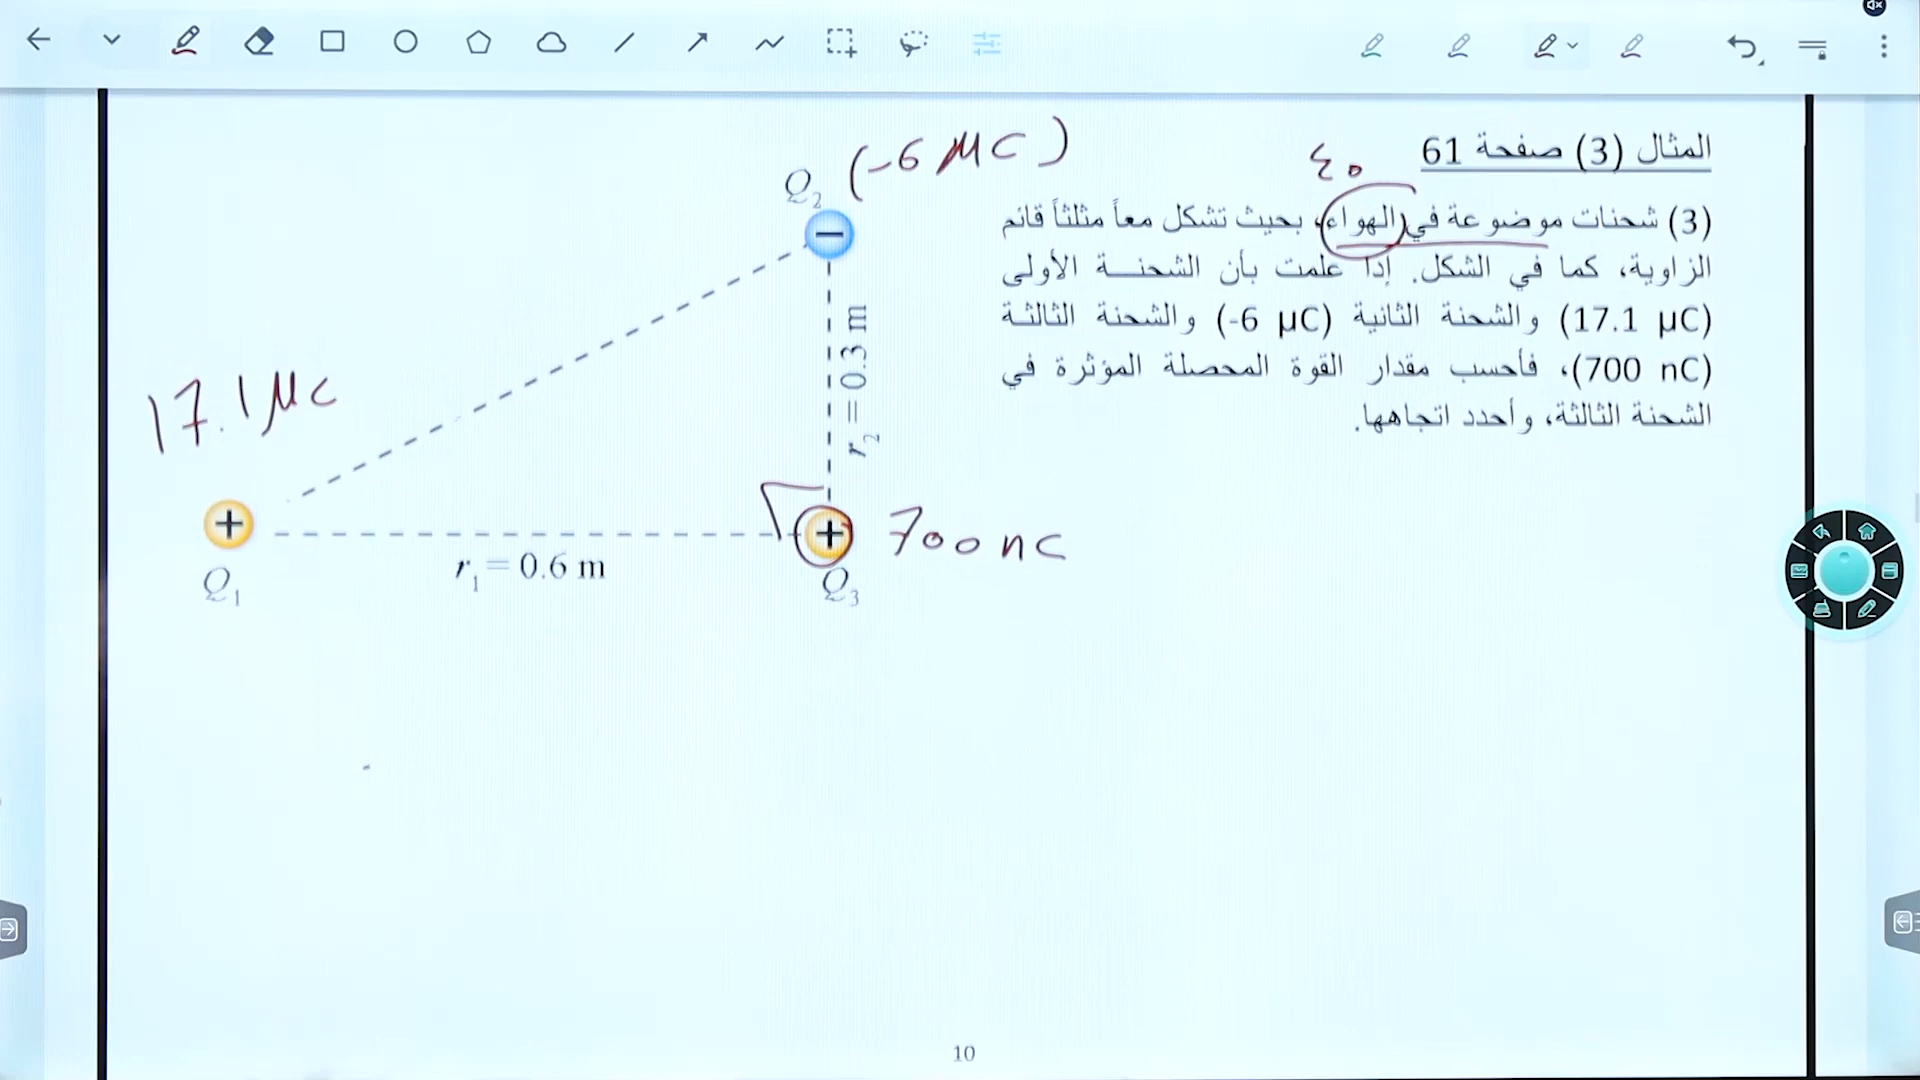 المثال (3) صفحة 61
٤٠
(3) شحنات موضوعة في الهواء، بحيث تشكل معاً مثلثاً قائم
الزاوية، كما في الشكل. إذا علمت بأن الشحنــة الأولى
(17.1 µC) والشحنة الثانية (-6 µC) والشحنة الثالثة
(700 nC)، فأحسب مقدار القوة المحصلة المؤثرة في
الشحنة الثالثة، وأحدد اتجاهها.
Q₂ (-6 µC)
−
r₂ = 0.3 m
17.1 µC
+
Q₁
r₁ = 0.6 m
+ 700 nC
Q₃
10